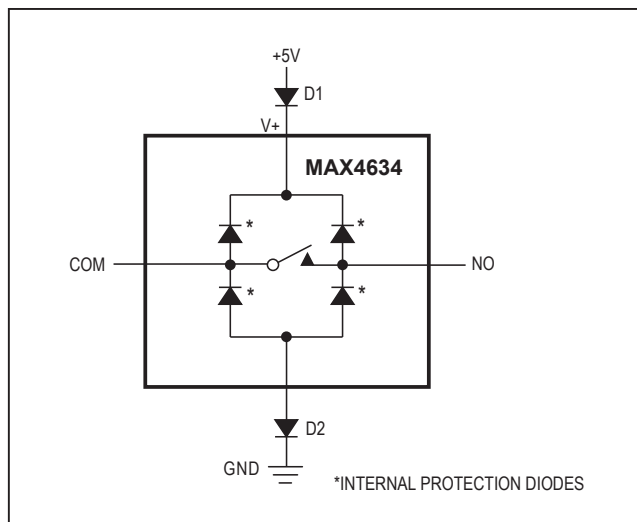 +5V
D1
V+
MAX4634
*
*
COM
NO
*
*
D2
GND
*INTERNAL PROTECTION DIODES